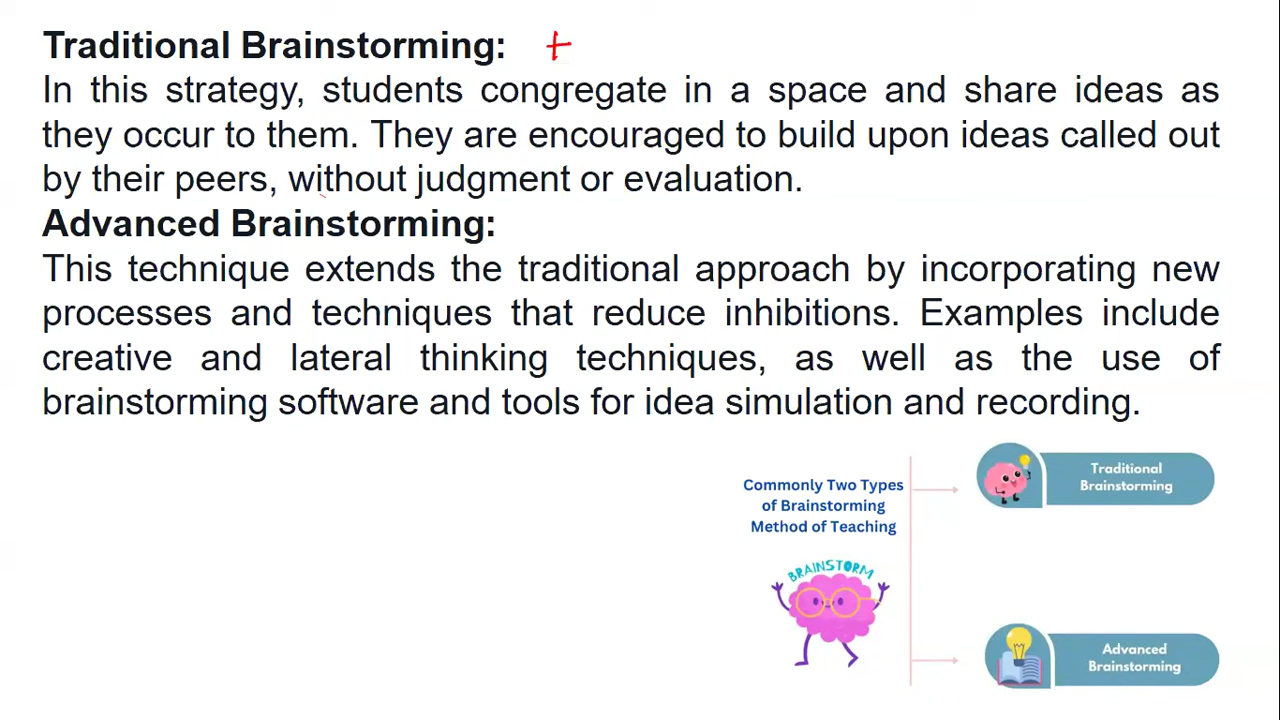 Traditional Brainstorming: +
In this strategy, students congregate in a space and share ideas as
they occur to them. They are encouraged to build upon ideas called out
by their peers, without judgment or evaluation.
Advanced Brainstorming:
This technique extends the traditional approach by incorporating new
processes and techniques that reduce inhibitions. Examples include
creative and lateral thinking techniques, as well as the use of
brainstorming software and tools for idea simulation and recording.
Commonly Two Types
of Brainstorming
Method of Teaching
BRAINSTORM
Traditional
Brainstorming
Advanced
Brainstorming